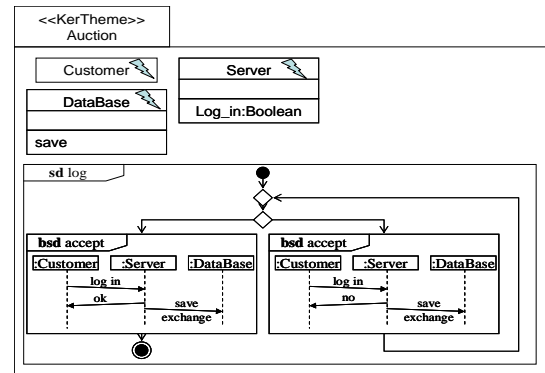 <<KerTheme>>
Auction
Customer
Server
Log_in:Boolean
DataBase
save
sd log
bsd accept
:Customer
:Server
:DataBase
log in
ok
save
exchange
bsd accept
:Customer
:Server
:DataBase
log in
no
save
exchange